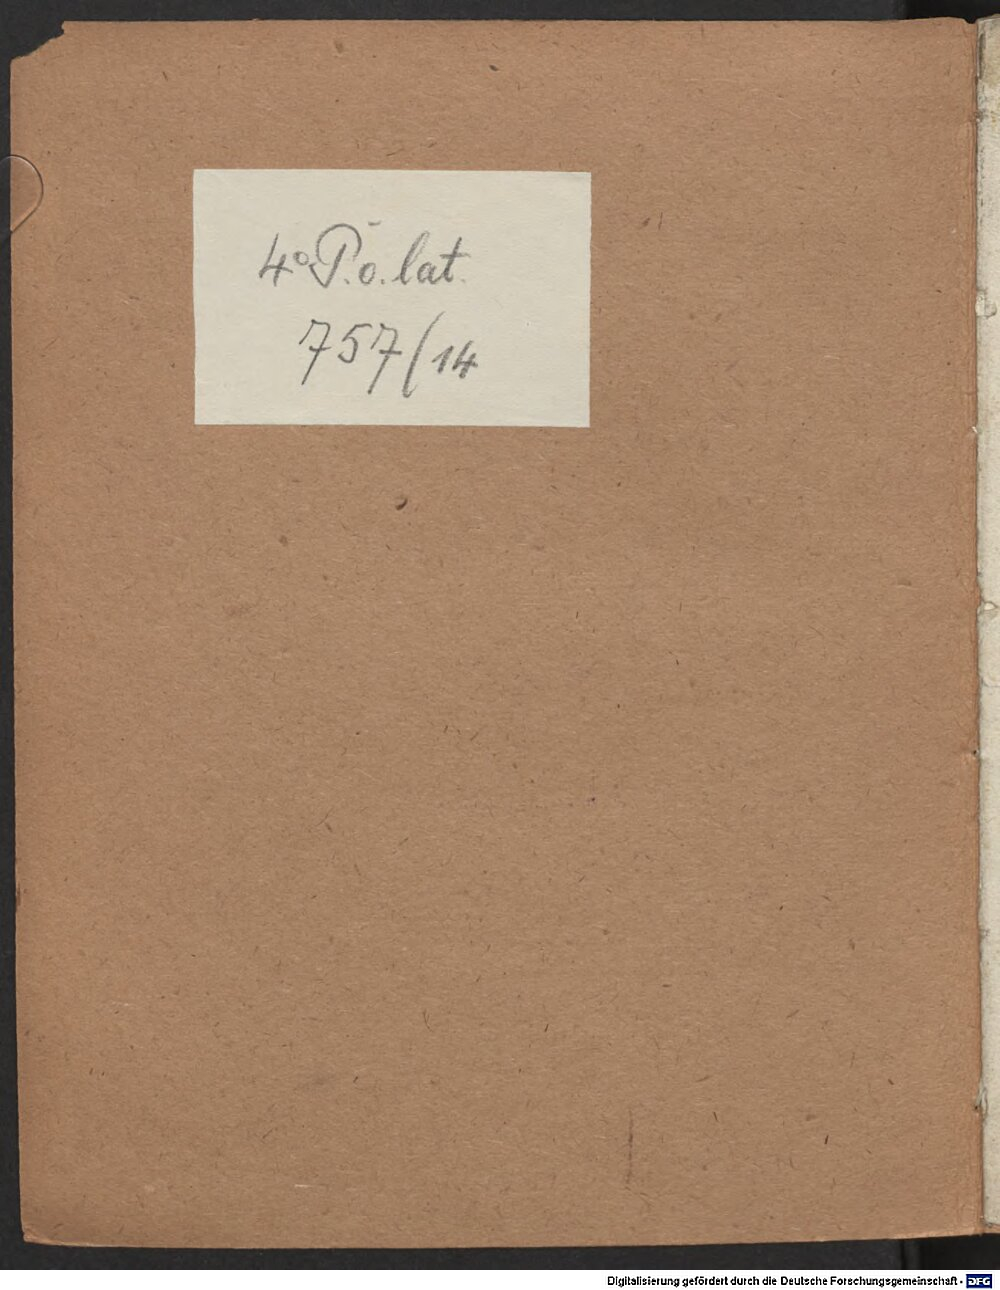 4° P.o.lat.
757/14
Digitalisierung gefördert durch die Deutsche Forschungsgemeinschaft - DFG